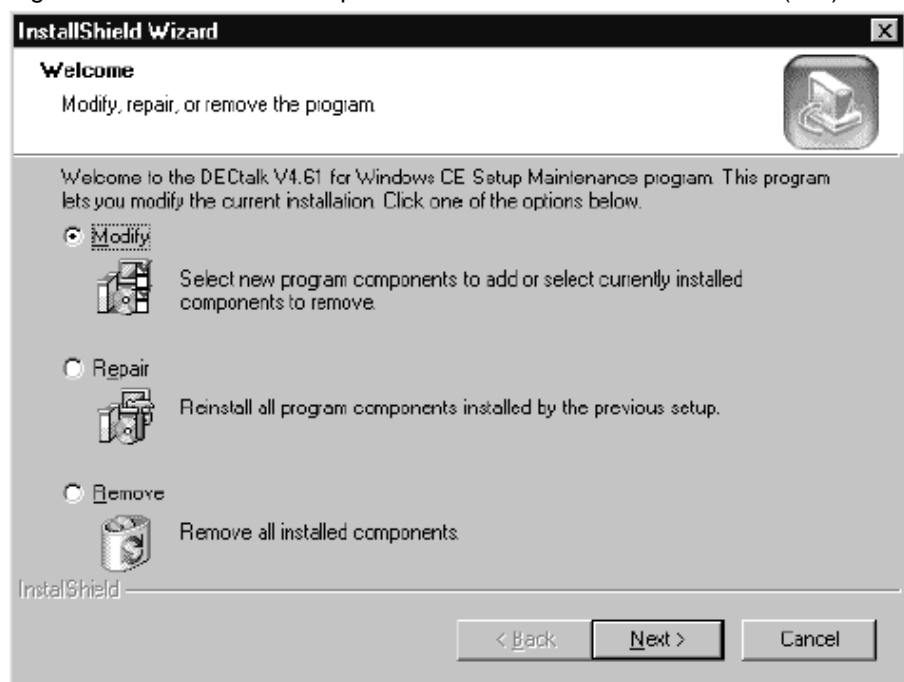 InstallShield Wizard
Welcome
Modify, repair, or remove the program.
Welcome to the DECtalk V4.61 for Windows CE Setup Maintenance program. This program
lets you modify the current installation. Click one of the options below.
Modify
Select new program components to add or select currently installed
components to remove.
Repair
Reinstall all program components installed by the previous setup.
Remove
Remove all installed components.
InstallShield
< Back
Next >
Cancel